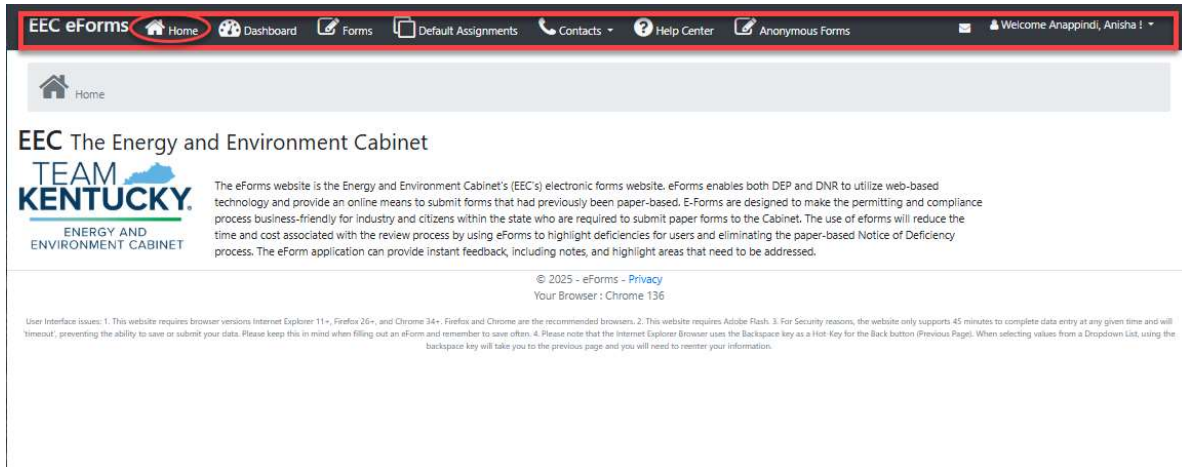 EEC eForms Home Dashboard Forms Default Assignments Contacts Help Center Anonymous Forms Welcome Anappindi, Anisha !
Home
EEC The Energy and Environment Cabinet
TEAM
KENTUCKY.
ENERGY AND
ENVIRONMENT CABINET
The eForms website is the Energy and Environment Cabinet's (EEC's) electronic forms website. eForms enables both DEP and DNR to utilize web-based
technology and provide an online means to submit forms that had previously been paper-based. E-Forms are designed to make the permitting and compliance
process business-friendly for industry and citizens within the state who are required to submit paper forms to the Cabinet. The use of eforms will reduce the
time and cost associated with the review process by using eForms to highlight deficiencies for users and eliminating the paper-based Notice of Deficiency
process. The eForm application can provide instant feedback, including notes, and highlight areas that need to be addressed.
© 2025 - eForms - Privacy
Your Browser : Chrome 136
User Interface issues: 1. This website requires browser versions Internet Explorer 11+, Firefox 26+, and Chrome 34+. Firefox and Chrome are the recommended browsers. 2. This website requires Adobe Flash. 3. For Security reasons, the website only supports 45 minutes to complete data entry at any given time and will
'timeout', preventing the ability to save or submit your data. Please keep this in mind when filling out an eForm and remember to save often. 4. Please note that the Internet Explorer Browser uses the Backspace key as a Hot-Key for the Back button (Previous Page). When selecting values from a Dropdown List, using the
backspace key will take you to the previous page and you will need to reenter your information.